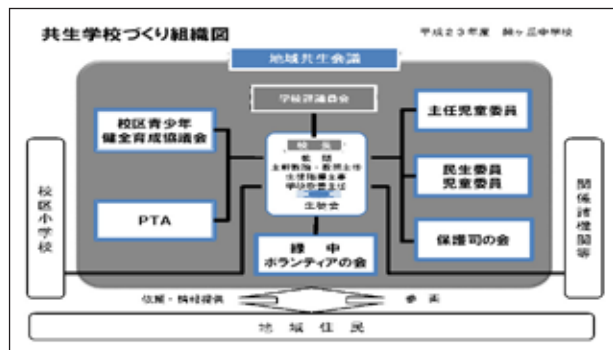 共生学校づくり組織図
平成23年度
中学校
地域共生会議
学校評議員会
校区青少年
健全育成協議会
校長
教頭
生徒会
主任児童委員
民生委員
児童委員
PTA
緑中
ボランティアの会
保護司の会
校区小学校
関係諸機関等
依頼・情報提供
参画
地域住民